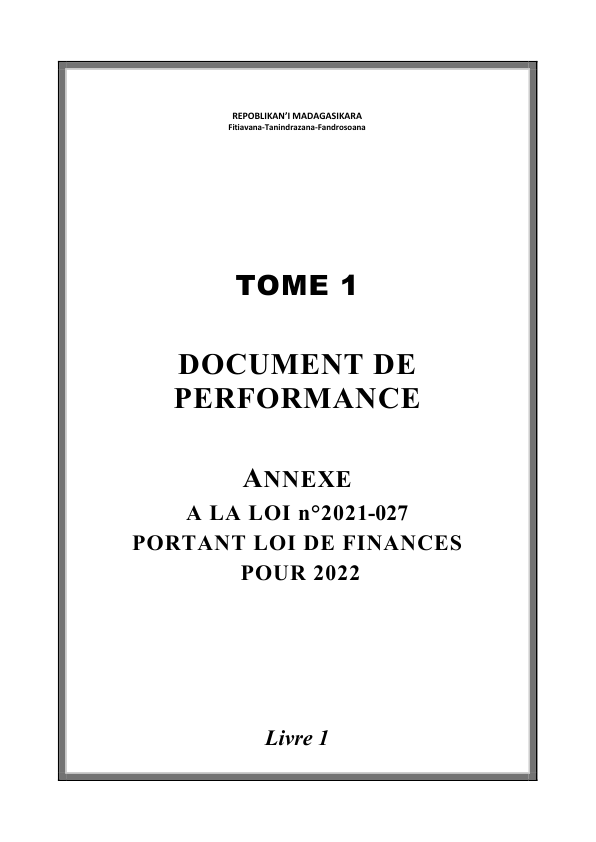 REPOBLIKAN’I MADAGASIKARA
Fitiavana-Tanindrazana-Fandrosoana
TOME 1
DOCUMENT DE
PERFORMANCE
ANNEXE
A LA LOI n°2021-027
PORTANT LOI DE FINANCES
POUR 2022
Livre 1